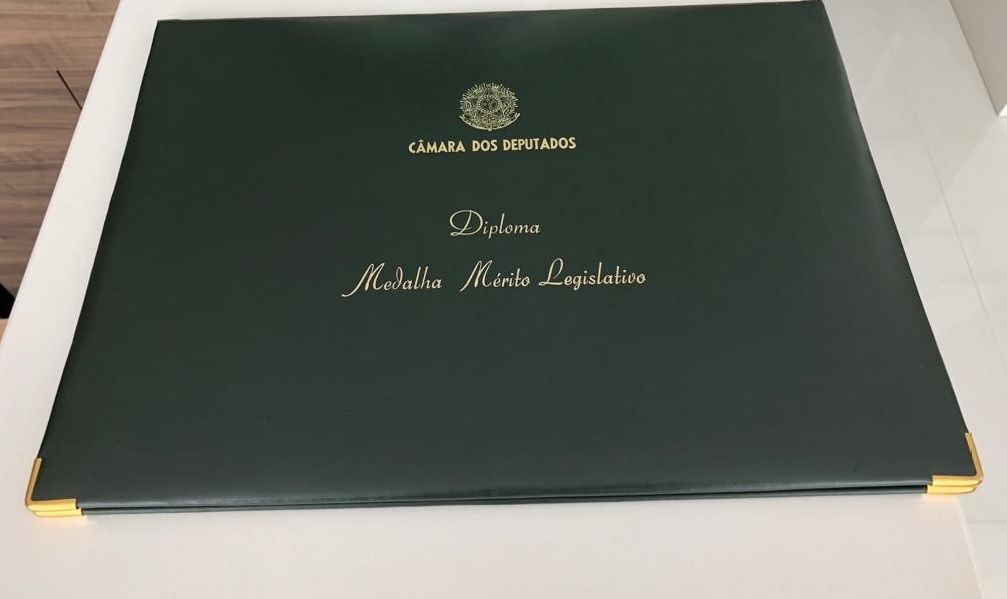 CÂMARA DOS DEPUTADOS
Diploma
Medalha Mérito Legislativo